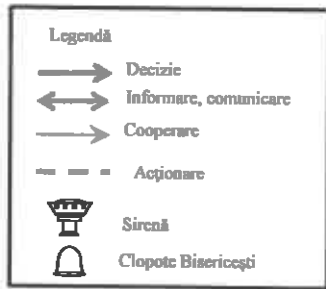 Legendă
Decizie
Informare, comunicare
Cooperare
Acționare
Sirenă
Clopote Bisericești